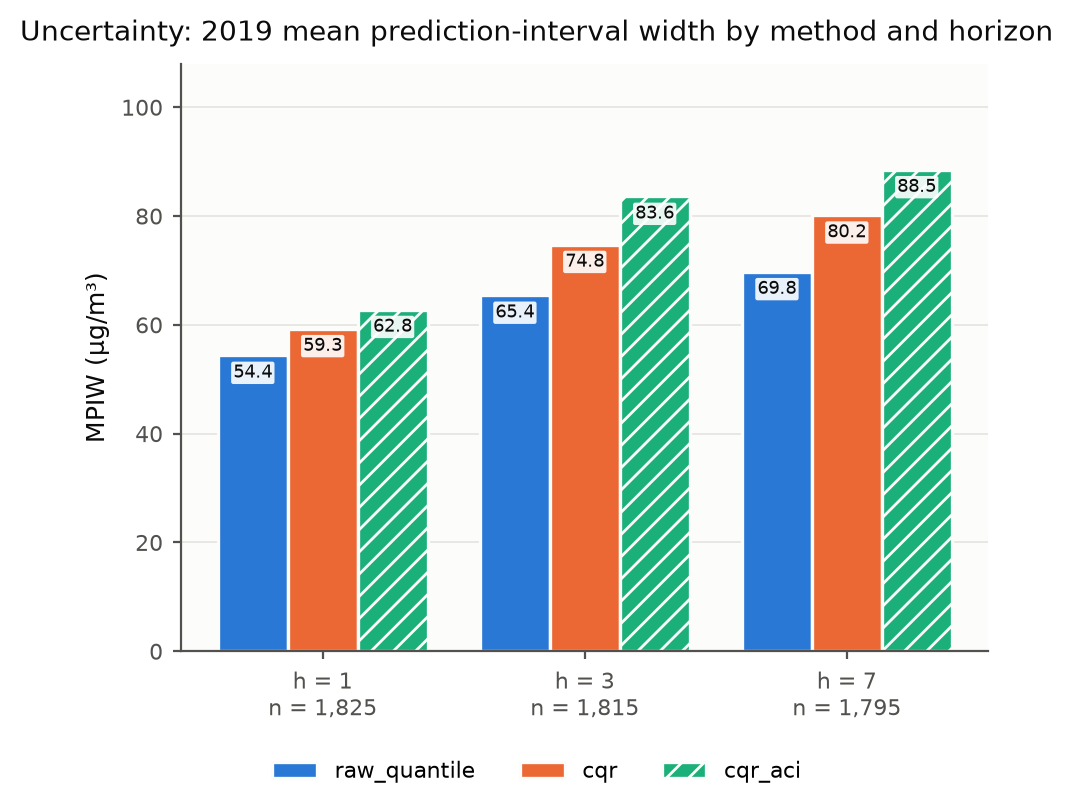 Uncertainty: 2019 mean prediction-interval width by method and horizon
MPIW (µg/m³)
100
80
60
40
20
0
54.4
59.3
62.8
65.4
74.8
83.6
69.8
80.2
88.5
h = 1
n = 1,825
h = 3
n = 1,815
h = 7
n = 1,795
raw_quantile
cqr
cqr_aci